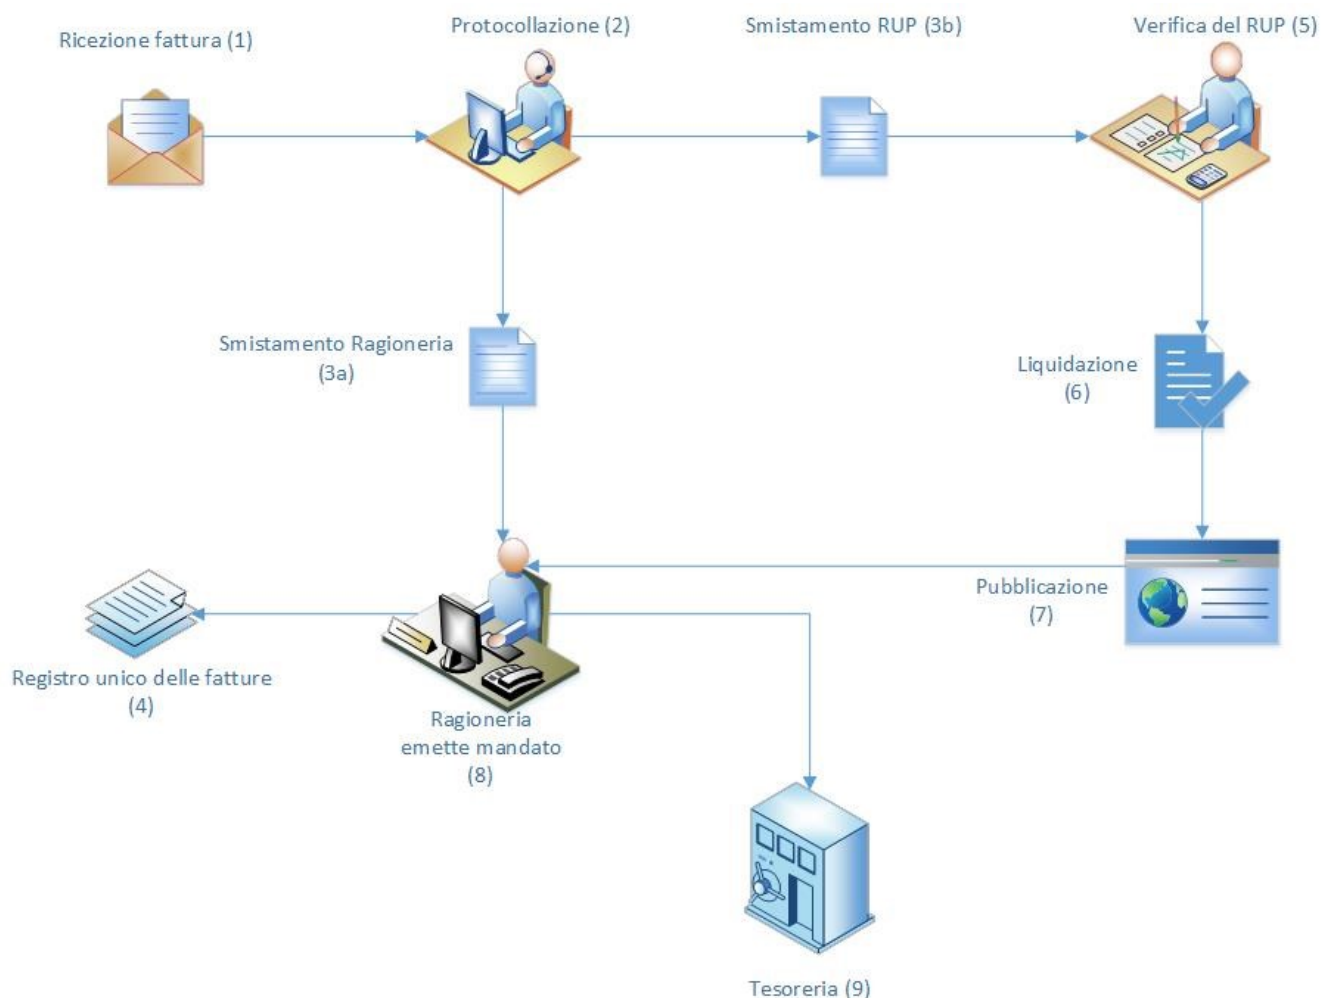 Ricezione fattura (1)
Protocollazione (2)
Smistamento RUP (3b)
Verifica del RUP (5)
Smistamento Ragioneria
(3a)
Liquidazione
(6)
Pubblicazione
(7)
Registro unico delle fatture
(4)
Ragioneria
emette mandato
(8)
Tesoreria (9)